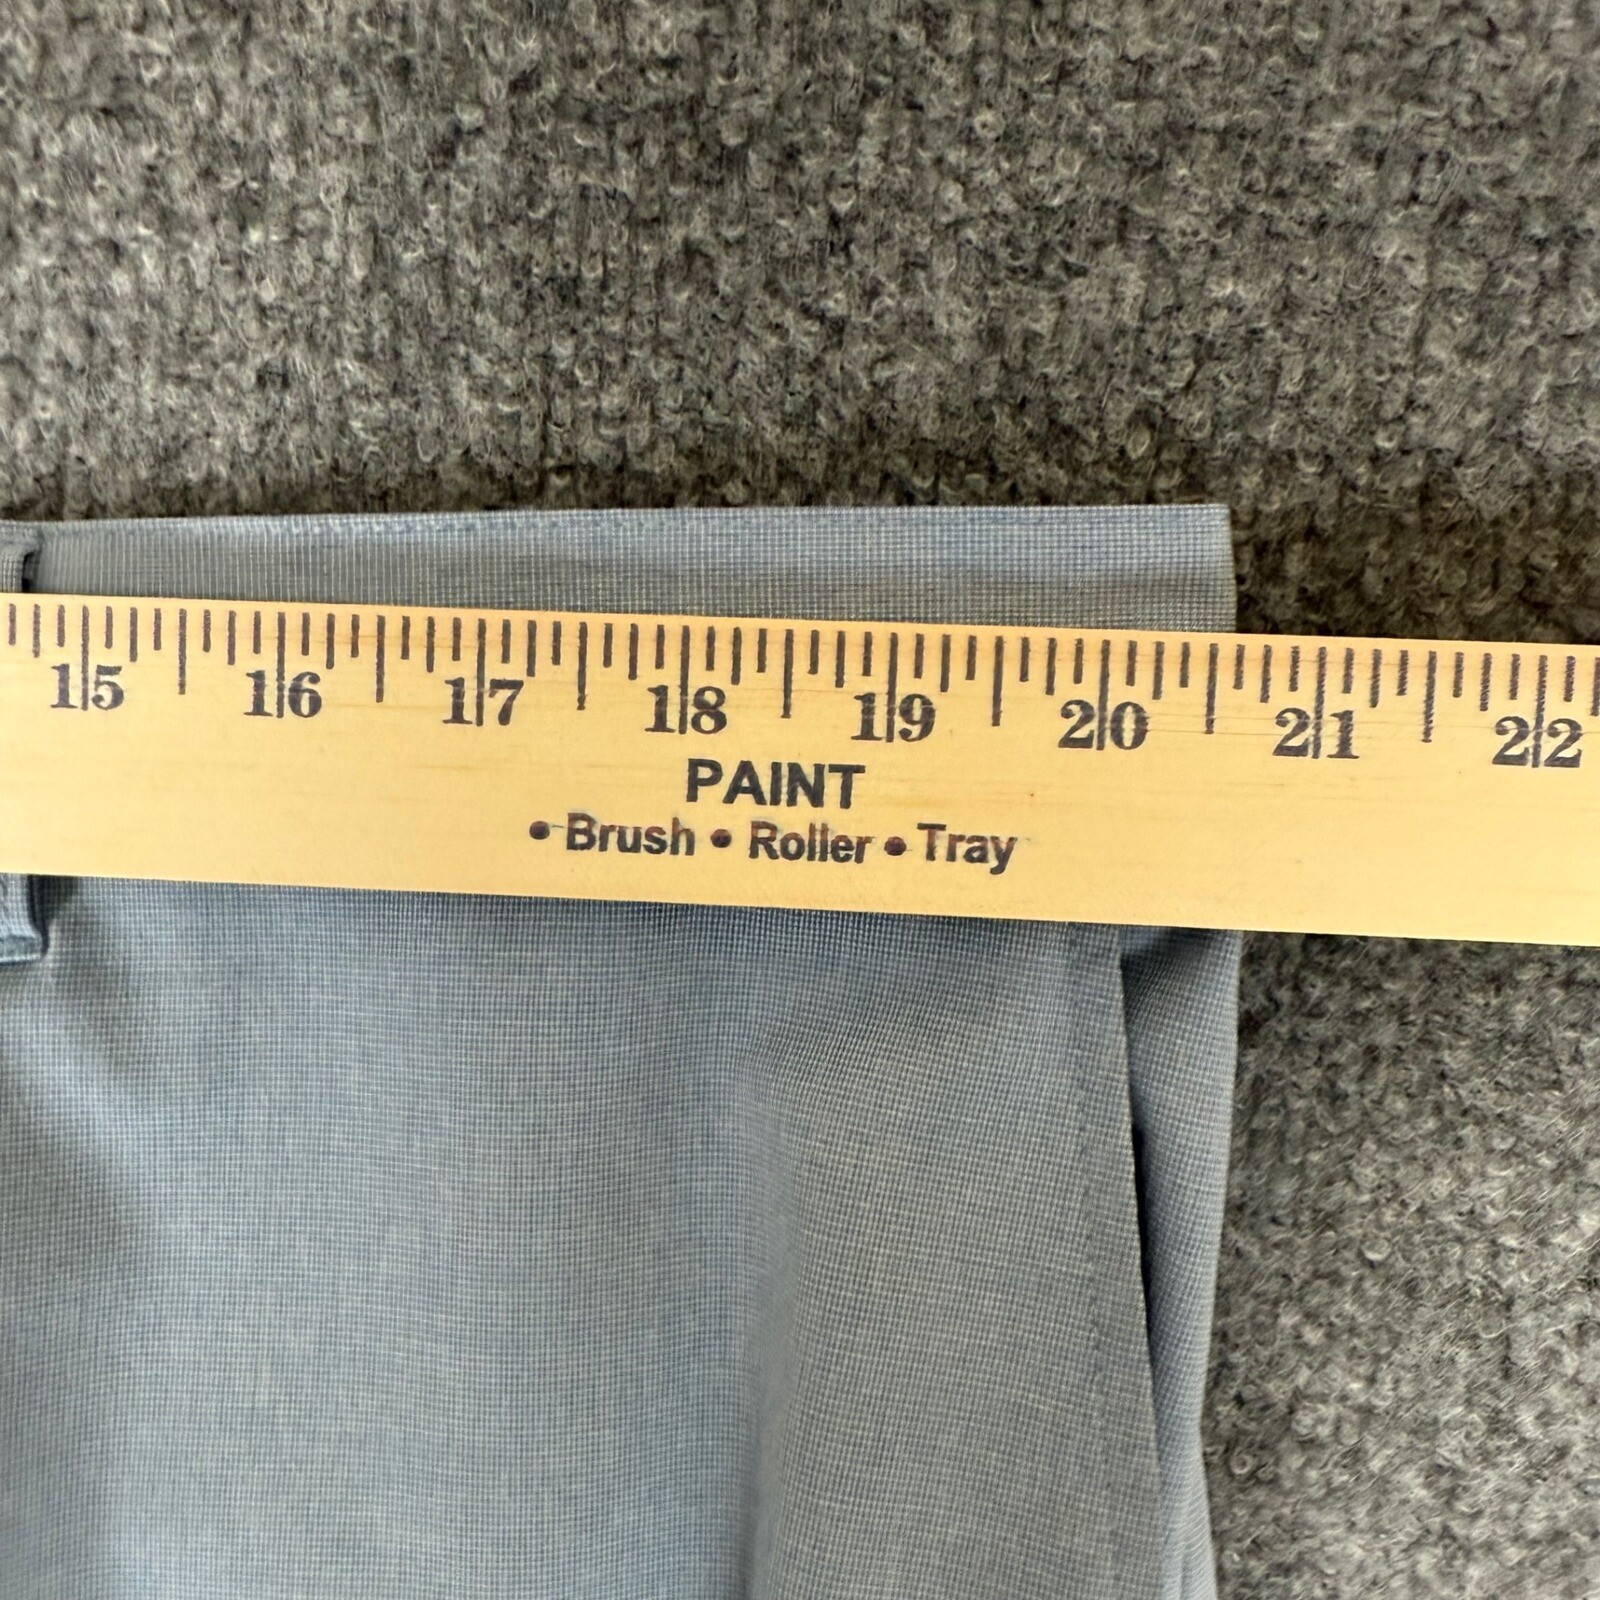 15 16 17 18 19 20 21 22
PAINT
• Brush • Roller • Tray